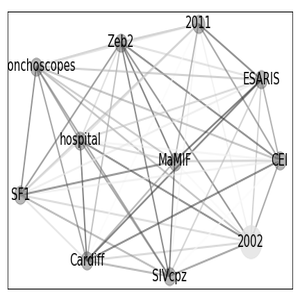 2011
Zeb2
onchoscopes
ESARIS
hospital
MaMIF
CEI
SF1
2002
Cardiff
SIVcpz